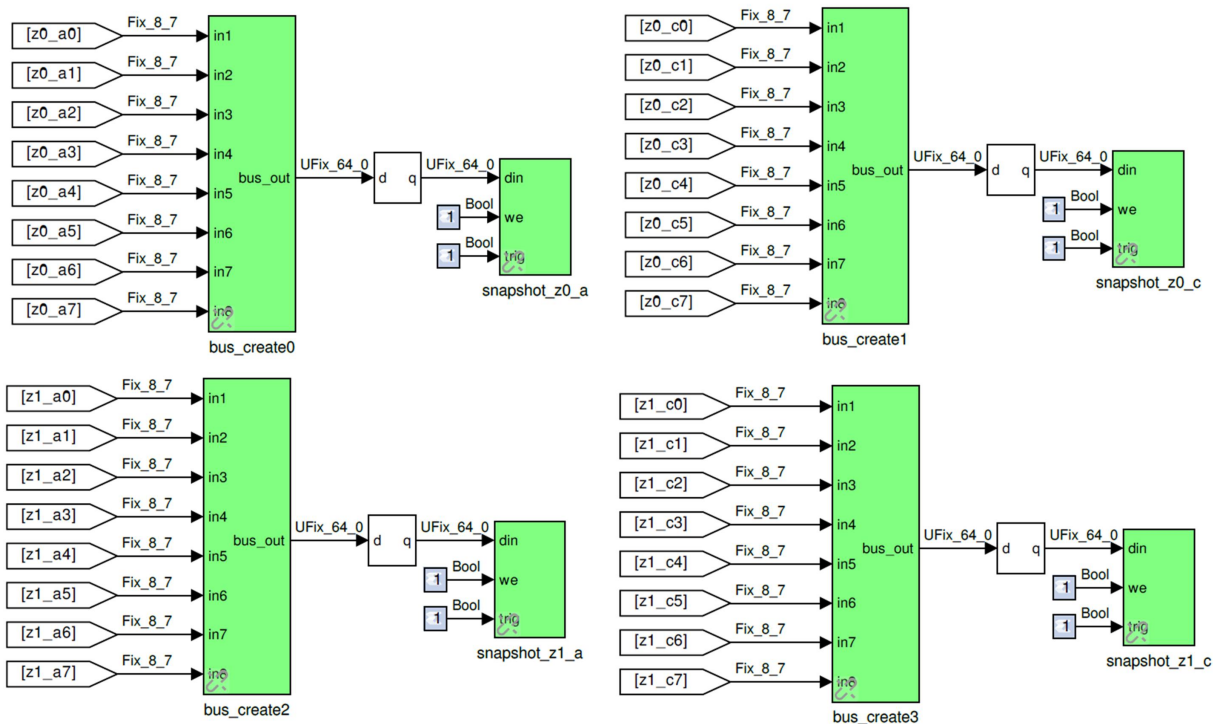 [z0_a0] Fix_8_7 in1
[z0_a1] Fix_8_7 in2
[z0_a2] Fix_8_7 in3
[z0_a3] Fix_8_7 in4
[z0_a4] Fix_8_7 in5
[z0_a5] Fix_8_7 in6
[z0_a6] Fix_8_7 in7
[z0_a7] Fix_8_7 in8
bus_out UFix_64_0 d q UFix_64_0 din
1 Bool we
1 Bool trig
snapshot_z0_a
bus_create0
[z0_c0] Fix_8_7 in1
[z0_c1] Fix_8_7 in2
[z0_c2] Fix_8_7 in3
[z0_c3] Fix_8_7 in4
[z0_c4] Fix_8_7 in5
[z0_c5] Fix_8_7 in6
[z0_c6] Fix_8_7 in7
[z0_c7] Fix_8_7 in8
bus_out UFix_64_0 d q UFix_64_0 din
1 Bool we
1 Bool trig
snapshot_z0_c
bus_create1
[z1_a0] Fix_8_7 in1
[z1_a1] Fix_8_7 in2
[z1_a2] Fix_8_7 in3
[z1_a3] Fix_8_7 in4
[z1_a4] Fix_8_7 in5
[z1_a5] Fix_8_7 in6
[z1_a6] Fix_8_7 in7
[z1_a7] Fix_8_7 in8
bus_out UFix_64_0 d q UFix_64_0 din
1 Bool we
1 Bool trig
snapshot_z1_a
bus_create2
[z1_c0] Fix_8_7 in1
[z1_c1] Fix_8_7 in2
[z1_c2] Fix_8_7 in3
[z1_c3] Fix_8_7 in4
[z1_c4] Fix_8_7 in5
[z1_c5] Fix_8_7 in6
[z1_c6] Fix_8_7 in7
[z1_c7] Fix_8_7 in8
bus_out UFix_64_0 d q UFix_64_0 din
1 Bool we
1 Bool trig
snapshot_z1_c
bus_create3